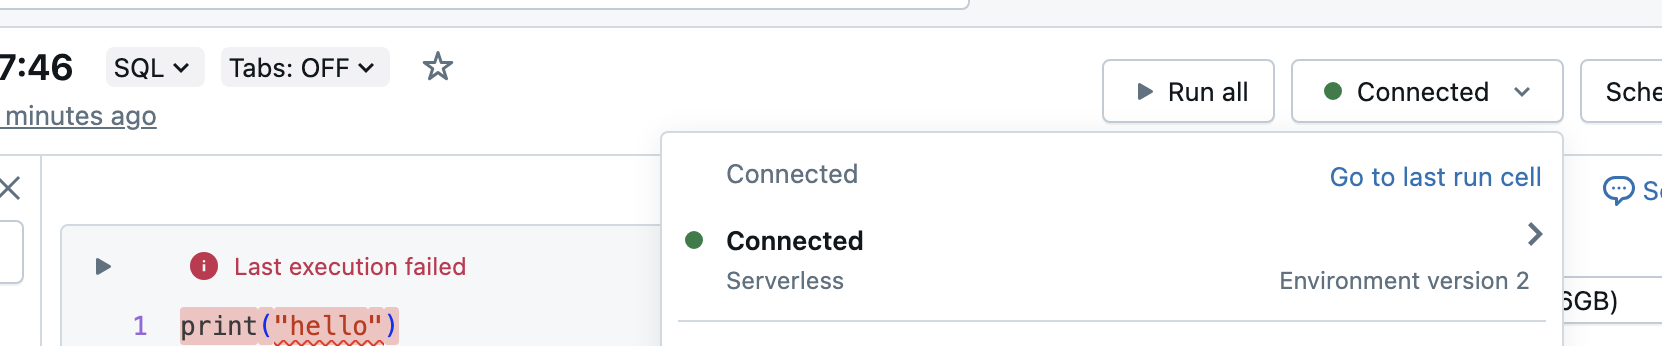 7:46 SQL Tabs: OFF
Run all Connected
minutes ago
Connected
Go to last run cell
Connected
Serverless Environment version 2
Last execution failed
1 print("hello")
6GB)